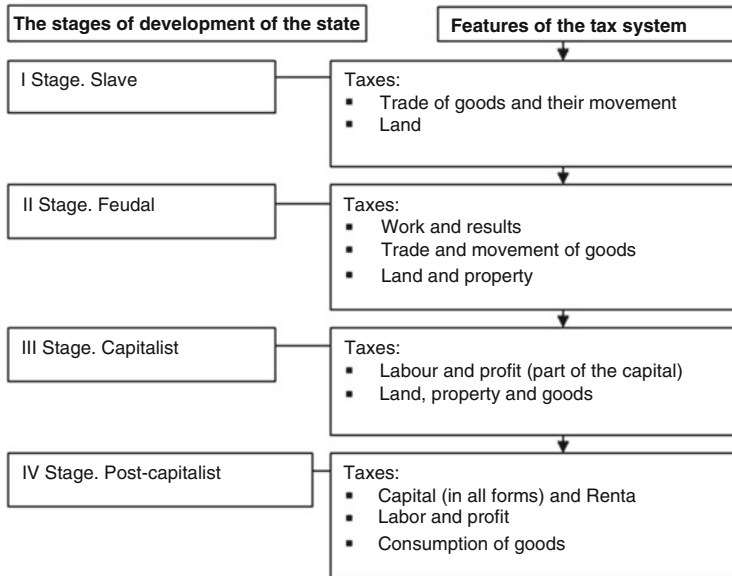 The stages of development of the state
Features of the tax system
I Stage. Slave
Taxes:
▪ Trade of goods and their movement
▪ Land
II Stage. Feudal
Taxes:
▪ Work and results
▪ Trade and movement of goods
▪ Land and property
III Stage. Capitalist
Taxes:
▪ Labour and profit (part of the capital)
▪ Land, property and goods
IV Stage. Post-capitalist
Taxes:
▪ Capital (in all forms) and Renta
▪ Labor and profit
▪ Consumption of goods